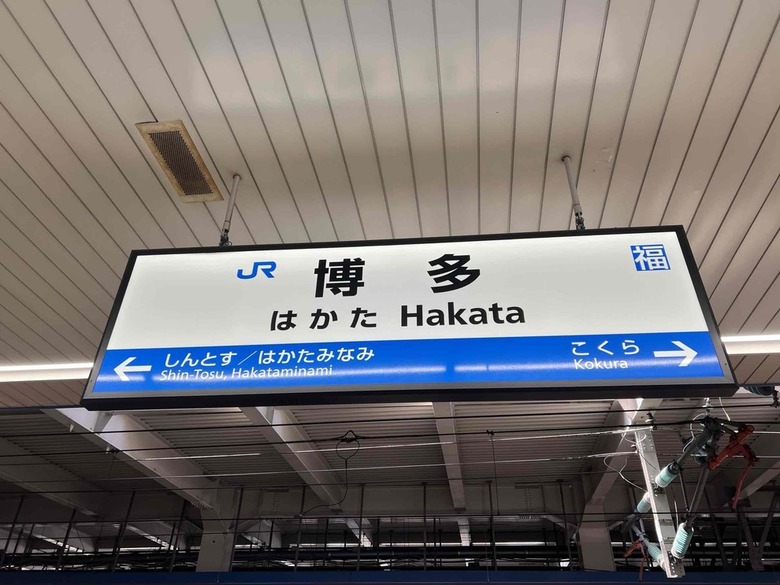 JR 博多 福
はかた Hakata
← しんとす／はかたみなみ
Shin-Tosu, Hakataminami
こくら →
Kokura